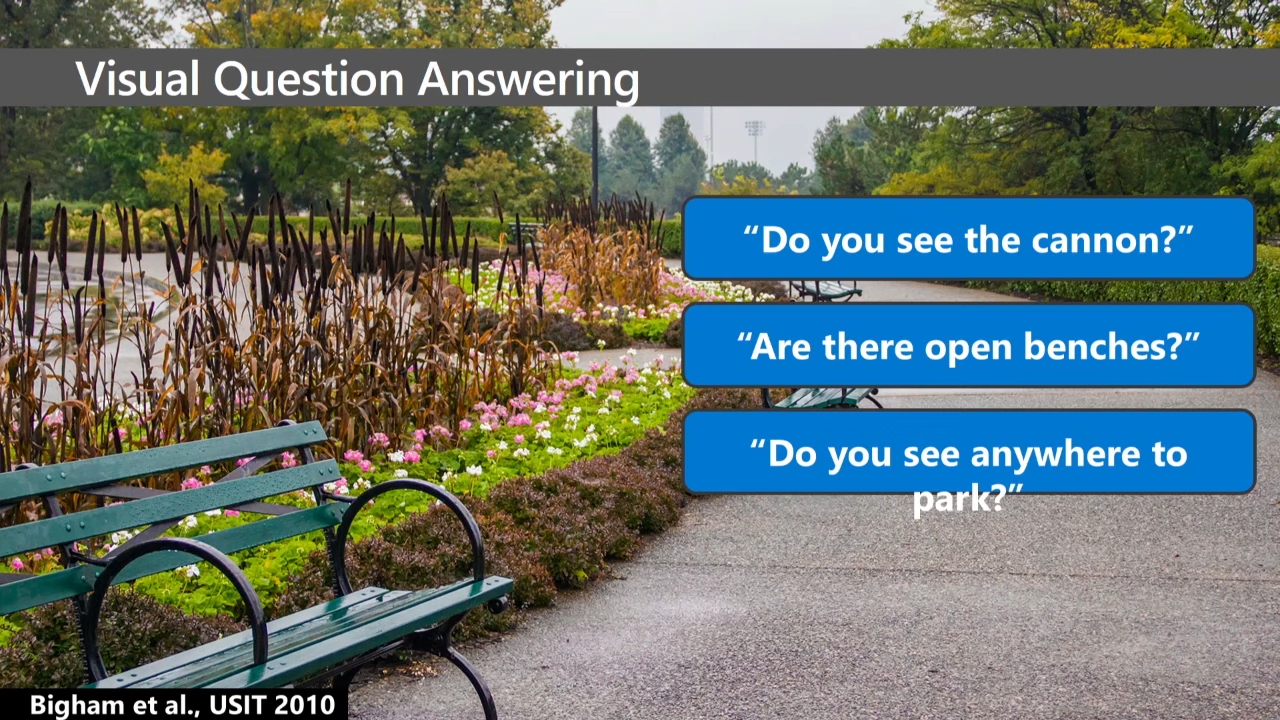 Visual Question Answering
“Do you see the cannon?”
“Are there open benches?”
“Do you see anywhere to
park?”
Bigham et al., USIT 2010